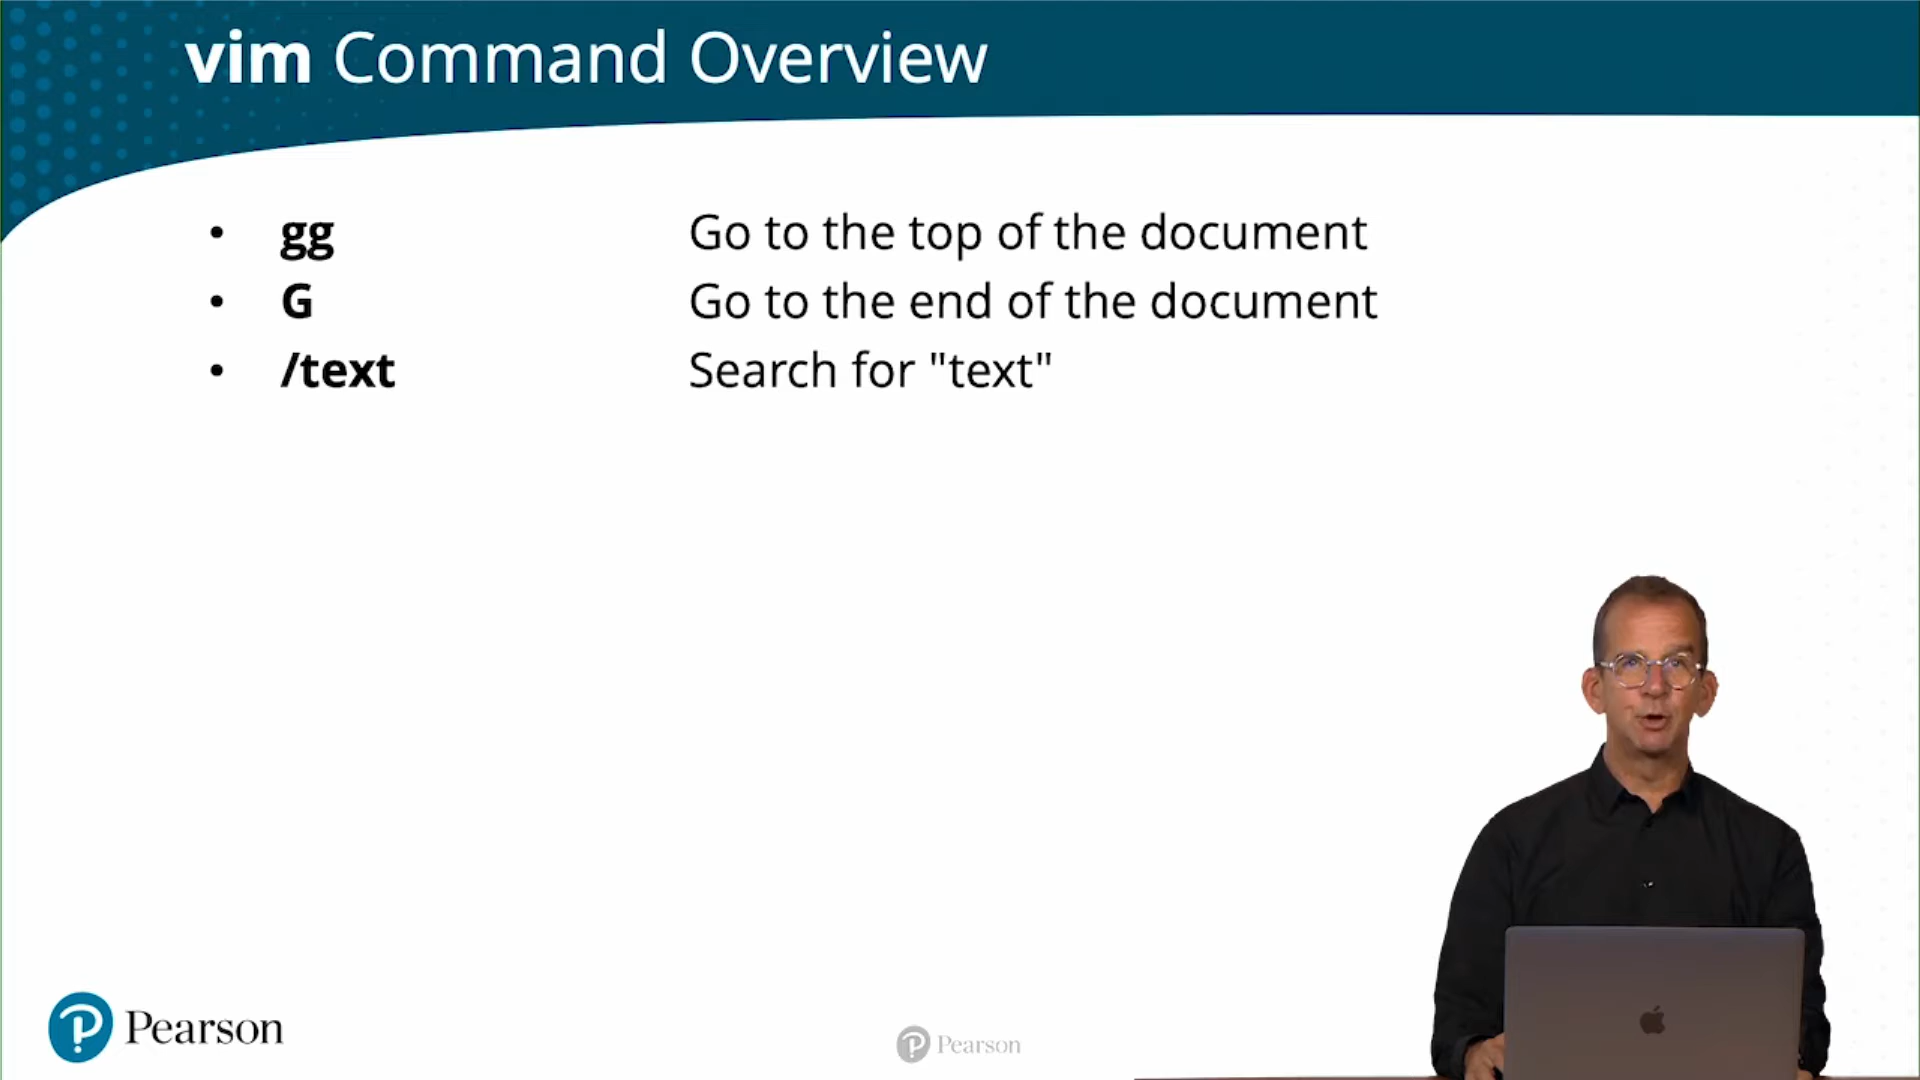 vim Command Overview
• gg Go to the top of the document
• G Go to the end of the document
• /text Search for "text"
Pearson
Pearson